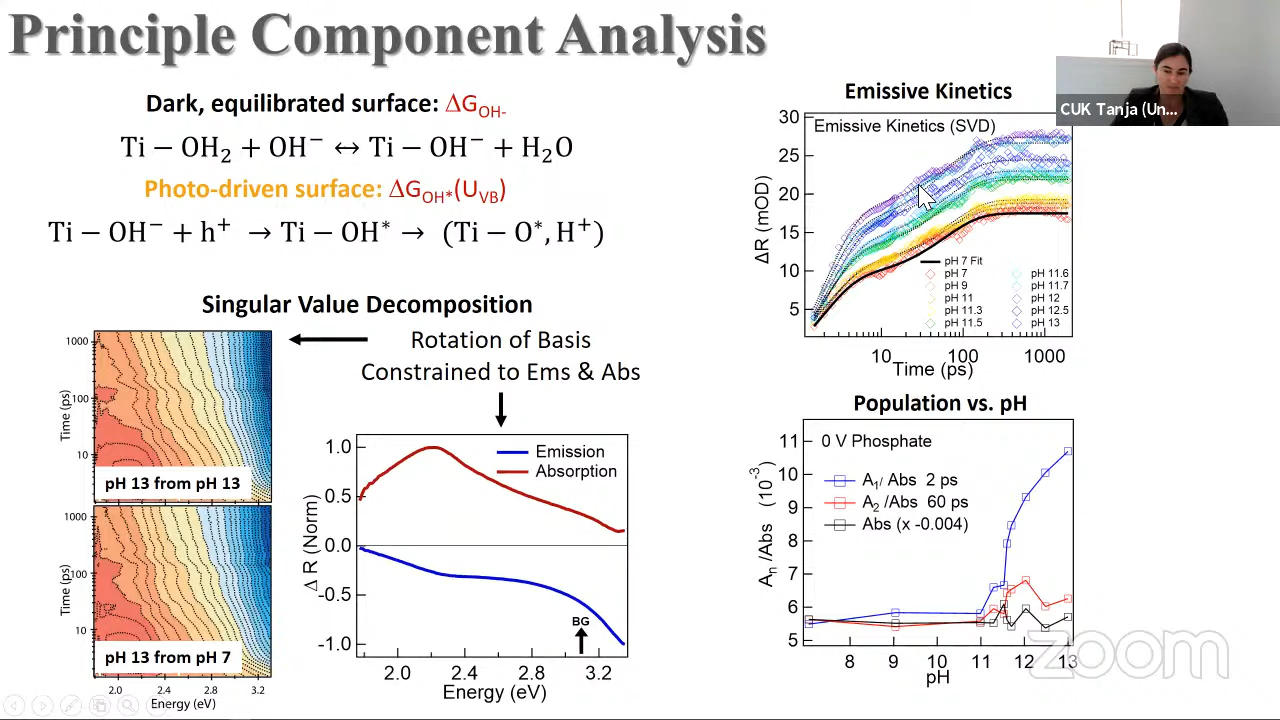 Principle Component Analysis
Dark, equilibrated surface: ΔG_OH-
Ti − OH₂ + OH⁻ ↔ Ti − OH⁻ + H₂O
Photo-driven surface: ΔG_OH*(U_VB)
Ti − OH⁻ + h⁺ → Ti − OH* → (Ti − O*, H⁺)
Singular Value Decomposition
Rotation of Basis
Constrained to Ems & Abs
1000
100
10
Time (ps)
pH 13 from pH 13
1000
100
10
Time (ps)
pH 13 from pH 7
2.0 2.4 2.8 3.2
Energy (eV)
1.0
0.5
0.0
-0.5
-1.0
Δ R (Norm)
Emission
Absorption
BG
2.0 2.4 2.8 3.2
Energy (eV)
Emissive Kinetics
Emissive Kinetics (SVD)
30
25
20
15
10
5
ΔR (mOD)
pH 7 Fit
pH 7
pH 9
pH 11
pH 11.3
pH 11.5
pH 11.6
pH 11.7
pH 12
pH 12.5
pH 13
10 100 1000
Time (ps)
Population vs. pH
0 V Phosphate
11
10
9
8
7
6
5
Aₙ /Abs (10⁻³)
A₁/ Abs 2 ps
A₂ /Abs 60 ps
Abs (x -0.004)
8 9 10 11 12 13
pH
CUK Tanja (Un...
zoom